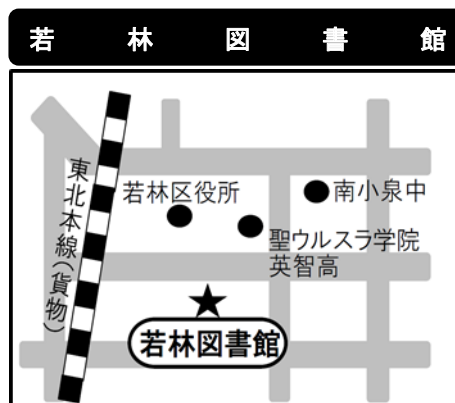 若林図書館
東北本線(貨物)
若林区役所
南小泉中
聖ウルスラ学院
英智高
若林図書館